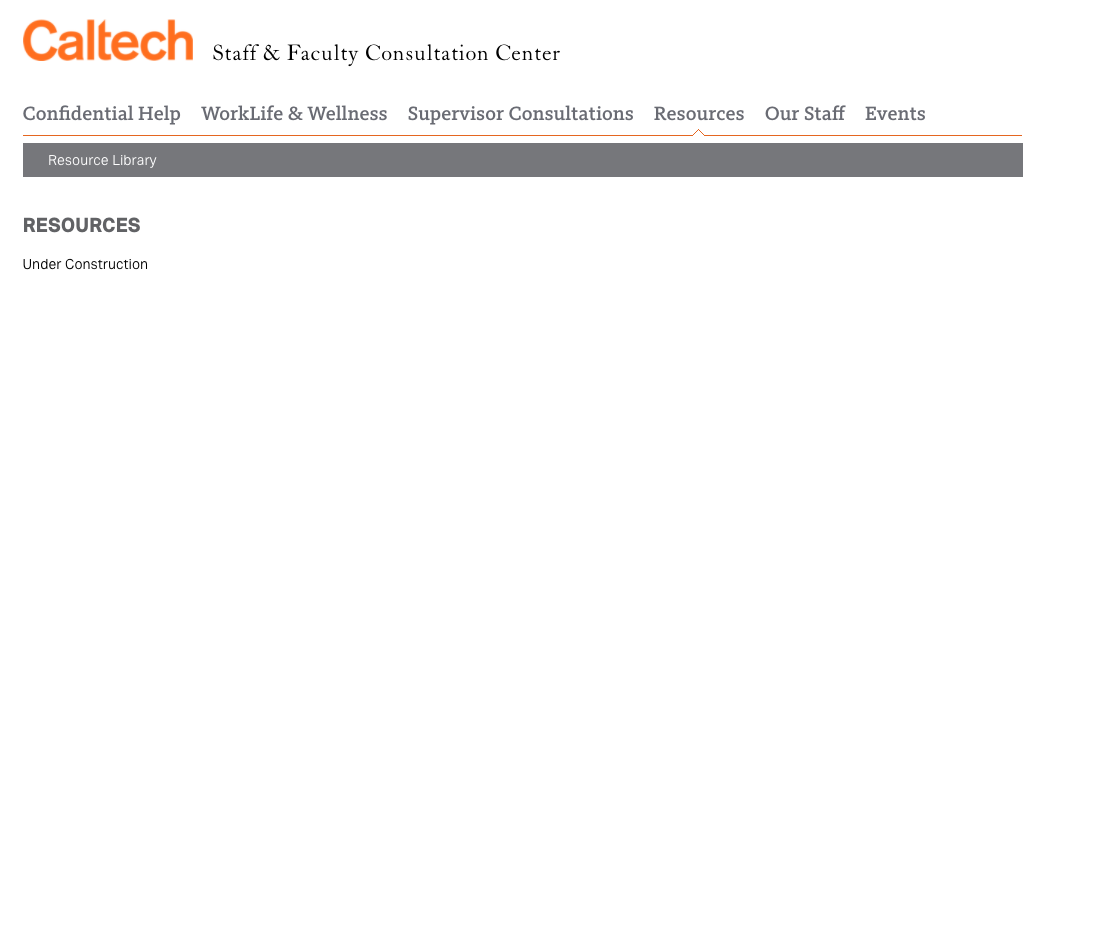 Caltech Staff & Faculty Consultation Center
Confidential Help WorkLife & Wellness Supervisor Consultations Resources Our Staff Events
Resource Library
RESOURCES
Under Construction